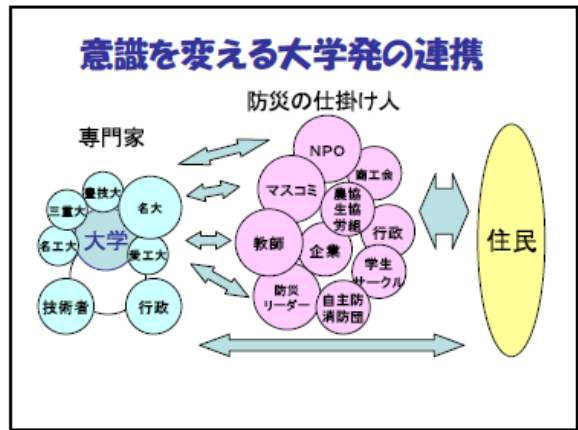 意識を変える大学発の連携
防災の仕掛け人
専門家
NPO
商工会
マスコミ
農協
生協
労組
行政
教師
企業
学生
サークル
防災
リーダー
自主防
消防団
豊技大
三重大
名大
大学
名工大
愛工大
技術者
行政
住民